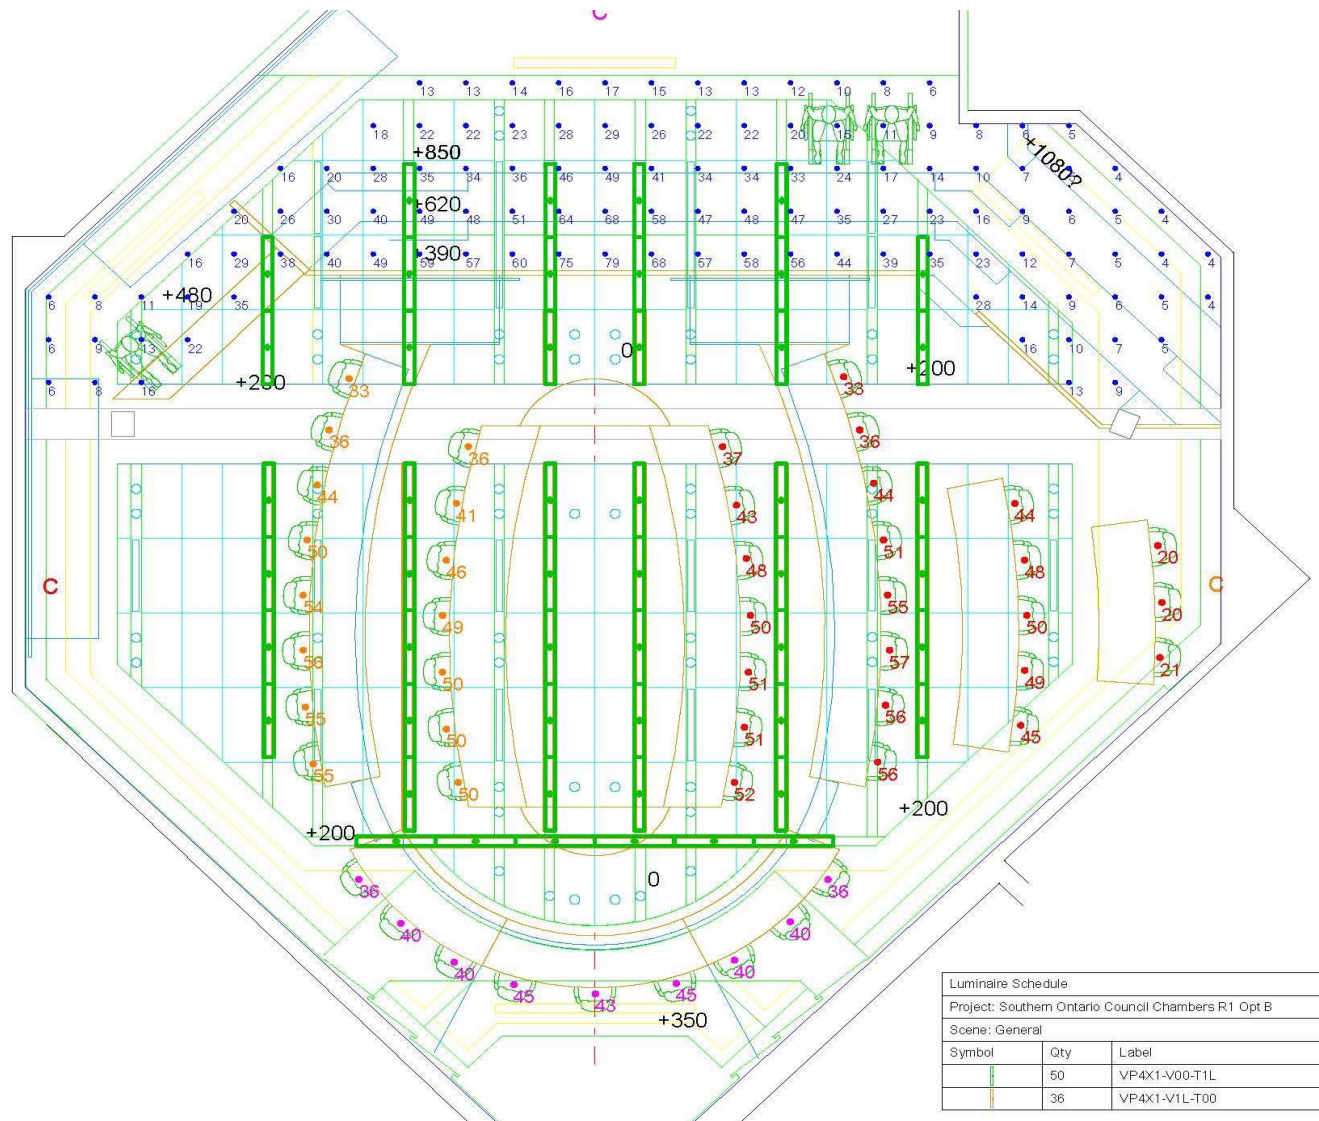 C
13 13 14 16 17 15 13 13 12 10 8 6
18 22 22 23 28 29 26 22 22 20 15 11 9 8 6 5
+850
+1080?
16 20 28 35 34 36 46 49 41 34 34 33 24 17 14 10 7 4
+620
20 26 30 40 49 48 51 64 68 58 47 48 47 35 27 23 16 9 6 5 4
+390
16 29 38 40 49 59 57 60 75 79 68 57 58 56 44 39 35 23 12 7 5 4 4
+480
6 8 11 19 35 28 14 9 6 5 4
6 9 13 22 0 16 10 7 5
+200
6 8 16 33 33 13 9
36 36 36 37
44 41 43 44 44
50 46 48 51 48 20
C C
54 49 50 55 50 20
56 50 51 57 49 21
55 50 51 56 45
55 50 52 56
+200 +200
36 0 36
40 40
40 40
45 43 45
+350
Luminaire Schedule
Project: Southern Ontario Council Chambers R1 Opt B
Scene: General
Symbol Qty Label
50 VP4X1-V00-T1L
36 VP4X1-V1L-T00